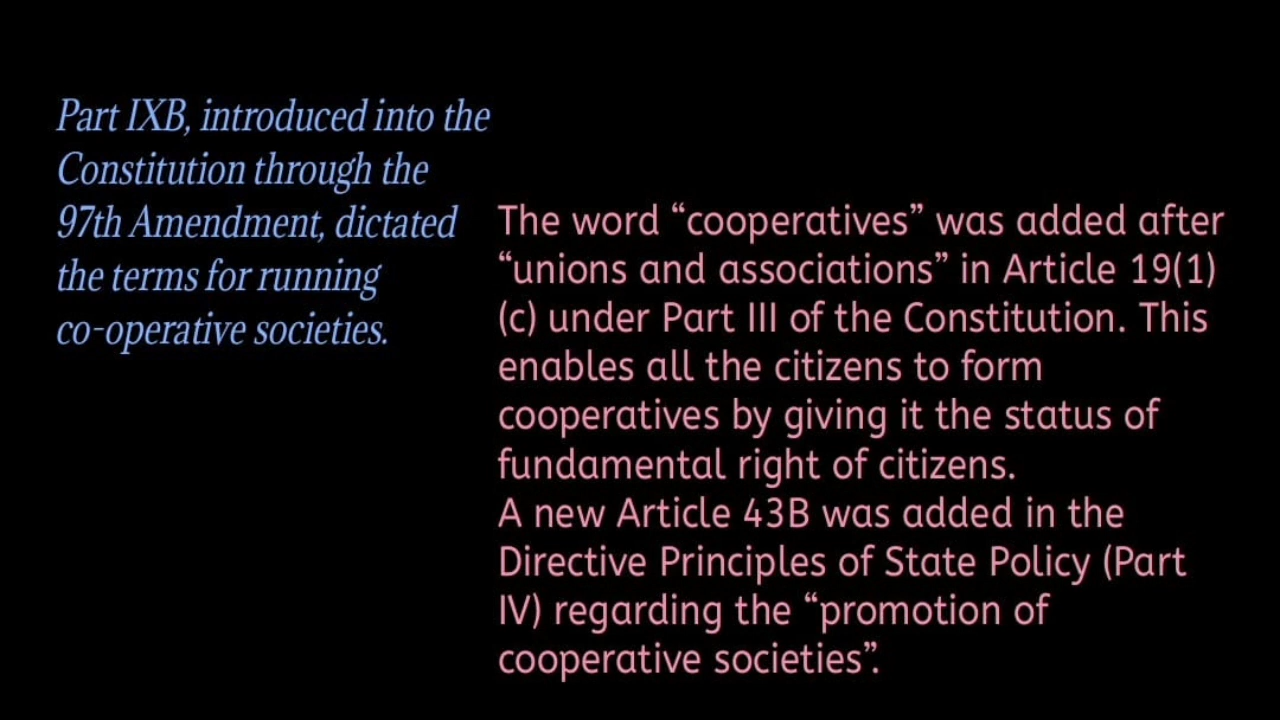 Part IXB, introduced into the
Constitution through the
97th Amendment, dictated
the terms for running
co-operative societies.
The word “cooperatives” was added after
“unions and associations” in Article 19(1)
(c) under Part III of the Constitution. This
enables all the citizens to form
cooperatives by giving it the status of
fundamental right of citizens.
A new Article 43B was added in the
Directive Principles of State Policy (Part
IV) regarding the “promotion of
cooperative societies”.